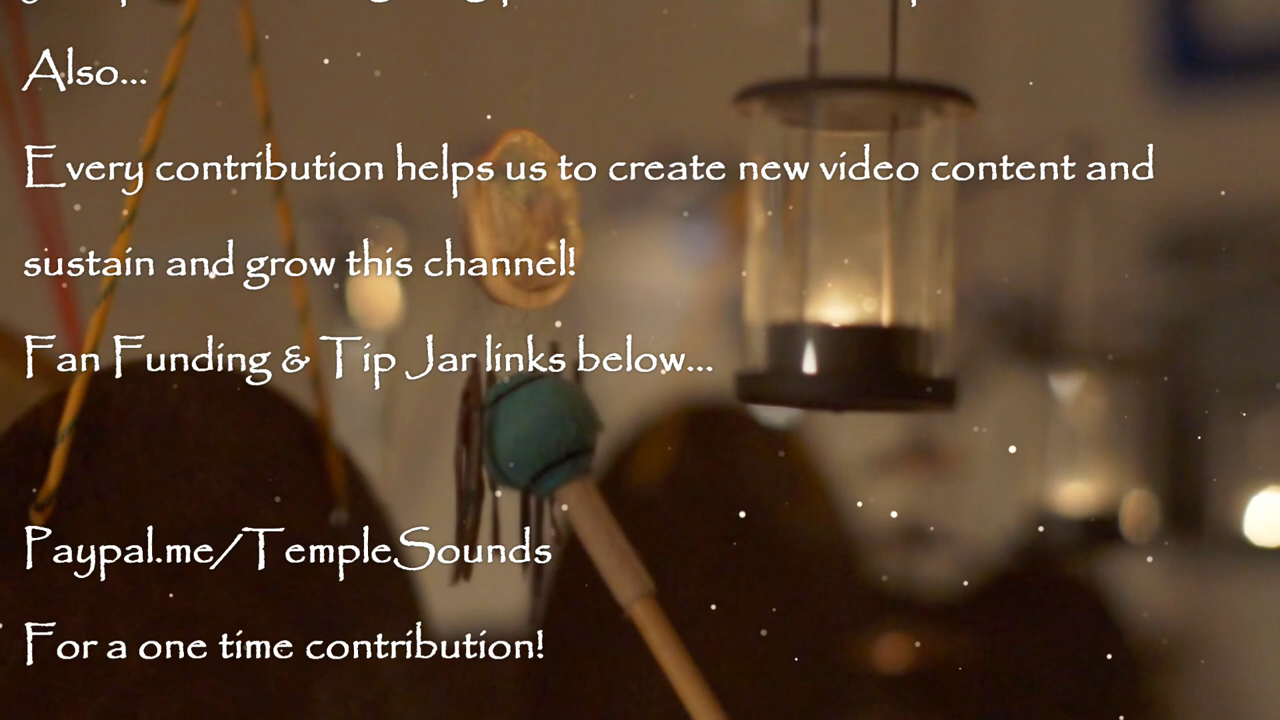 Also...
Every contribution helps us to create new video content and
sustain and grow this channel!
Fan Funding & Tip Jar links below...
Paypal.me/TempleSounds
For a one time contribution!